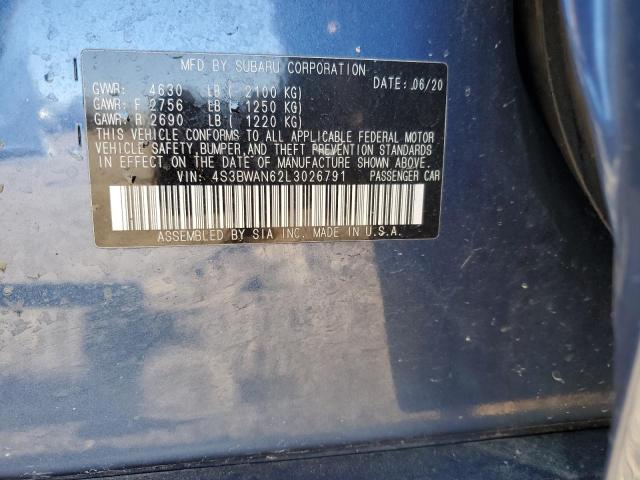 MFD BY SUBARU CORPORATION
GVWR: 4630 LB ( 2100 KG) DATE: 06/20
GAWR: F 2756 LB ( 1250 KG)
GAWR: R 2690 LB ( 1220 KG)
THIS VEHICLE CONFORMS TO ALL APPLICABLE FEDERAL MOTOR
VEHICLE SAFETY, BUMPER, AND THEFT PREVENTION STANDARDS
IN EFFECT ON THE DATE OF MANUFACTURE SHOWN ABOVE.
VIN: 4S3BWAN62L3026791 PASSENGER CAR
ASSEMBLED BY SIA INC. MADE IN U.S.A.